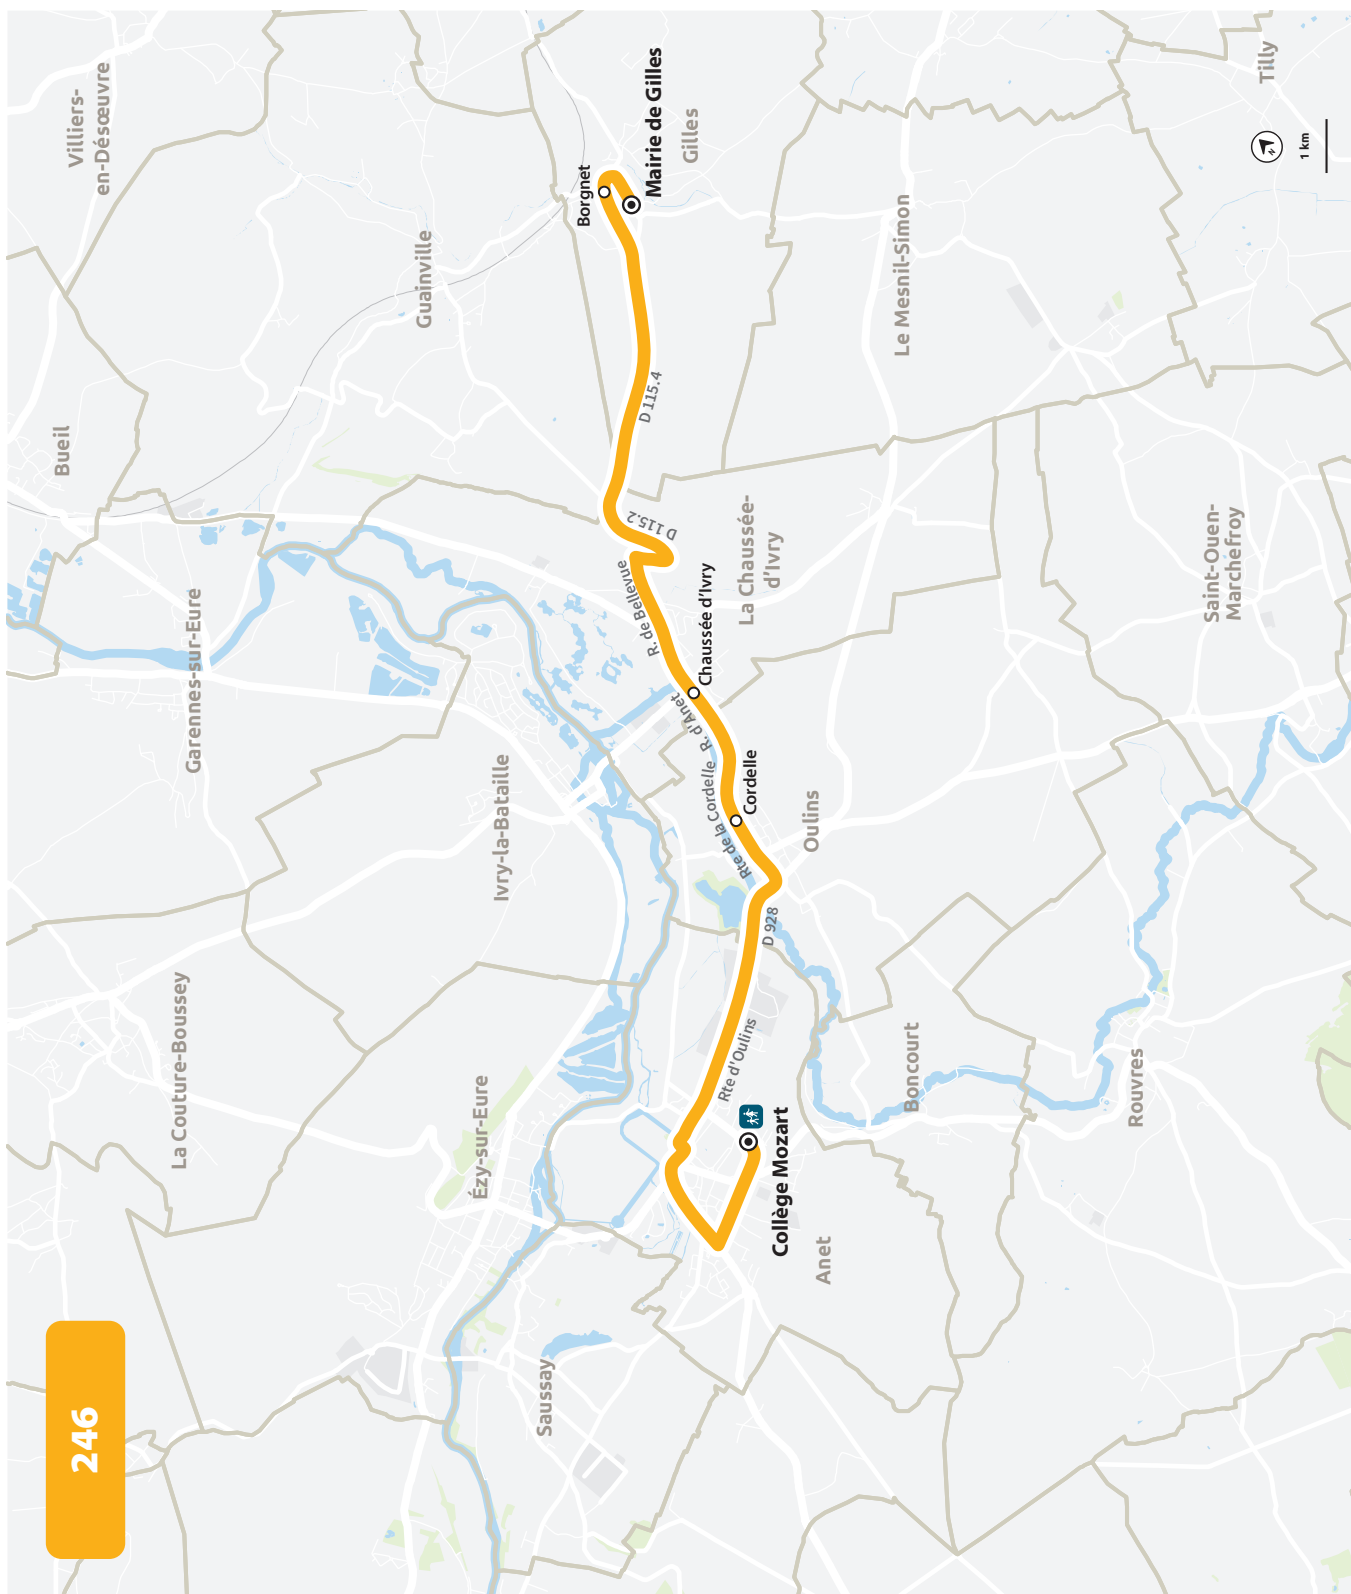 246
Villiers-
en-Désœuvre
Bueil
Garennes-sur-Eure
La Couture-Boussey
Guainville
Ivry-la-Bataille
Ézy-sur-Eure
Saussay
Borgnet
Mairie de Gilles
Gilles
D 115.4
D 115.2
R. de Bellevue
Chaussée d’Ivry
La Chaussée-
d’Ivry
R. d'Anet
Rte de la Cordelle
Cordelle
Oulins
D 928
Rte d'Oulins
Collège Mozart
Anet
Boncourt
Rouvres
Le Mesnil-Simon
Saint-Ouen-
Marchefroy
Tilly
N
1 km